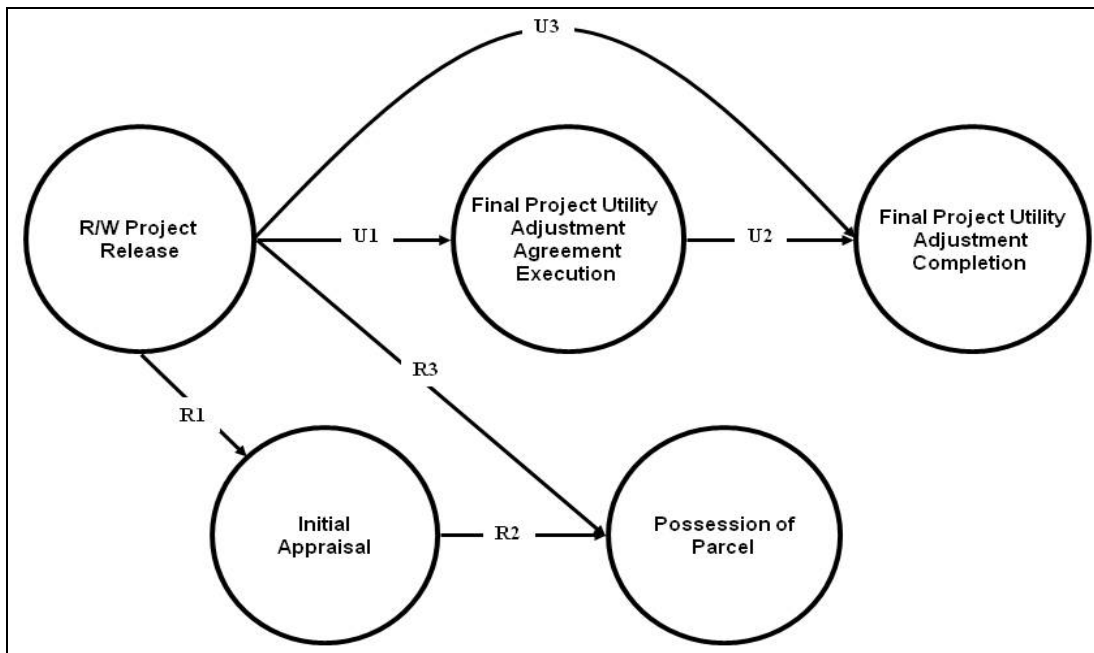 U3
R/W Project
Release
U1
Final Project Utility
Adjustment
Agreement
Execution
U2
Final Project Utility
Adjustment
Completion
R3
R1
Initial
Appraisal
R2
Possession of
Parcel